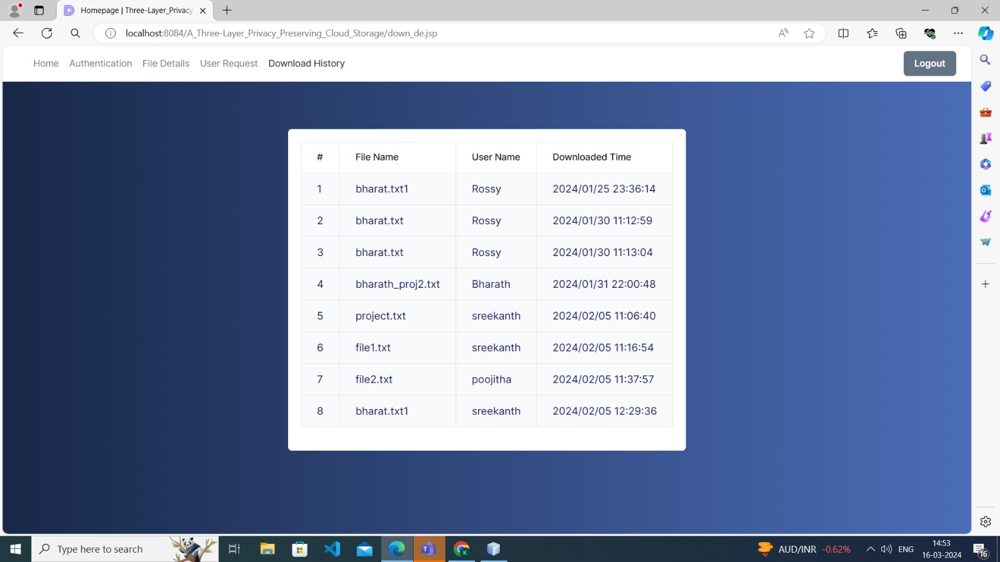 Homepage | Three-Layer_Privacy
localhost:8084/A_Three-Layer_Privacy_Preserving_Cloud_Storage/down_de.jsp
Home Authentication File Details User Request Download History Logout
# File Name User Name Downloaded Time
1 bharat.txt1 Rossy 2024/01/25 23:36:14
2 bharat.txt Rossy 2024/01/30 11:12:59
3 bharat.txt Rossy 2024/01/30 11:13:04
4 bharath_proj2.txt Bharath 2024/01/31 22:00:48
5 project.txt sreekanth 2024/02/05 11:06:40
6 file1.txt sreekanth 2024/02/05 11:16:54
7 file2.txt poojitha 2024/02/05 11:37:57
8 bharat.txt1 sreekanth 2024/02/05 12:29:36
Type here to search AUD/INR -0.62% ENG 14:53
16-03-2024 16